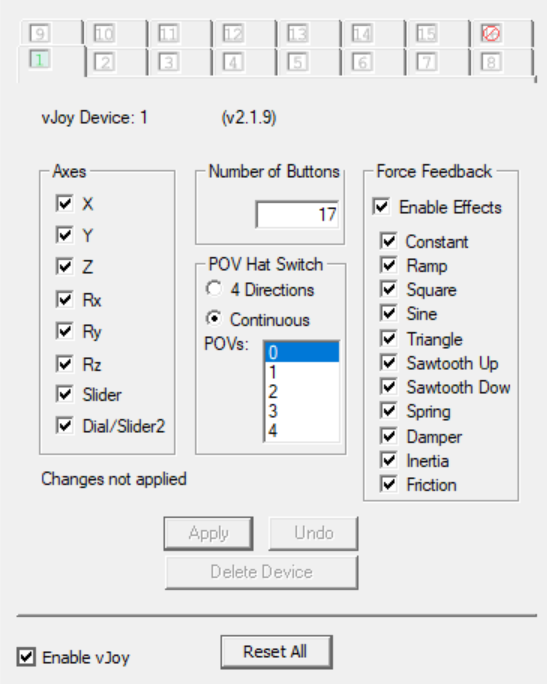 9 10 11 12 13 14 15
1 2 3 4 5 6 7 8
vJoy Device: 1 (v2.1.9)
Axes
X
Y
Z
Rx
Ry
Rz
Slider
Dial/Slider2
Number of Buttons
17
POV Hat Switch
4 Directions
Continuous
POVs:
0
1
2
3
4
Force Feedback
Enable Effects
Constant
Ramp
Square
Sine
Triangle
Sawtooth Up
Sawtooth Dow
Spring
Damper
Inertia
Friction
Changes not applied
Apply Undo
Delete Device
Enable vJoy Reset All